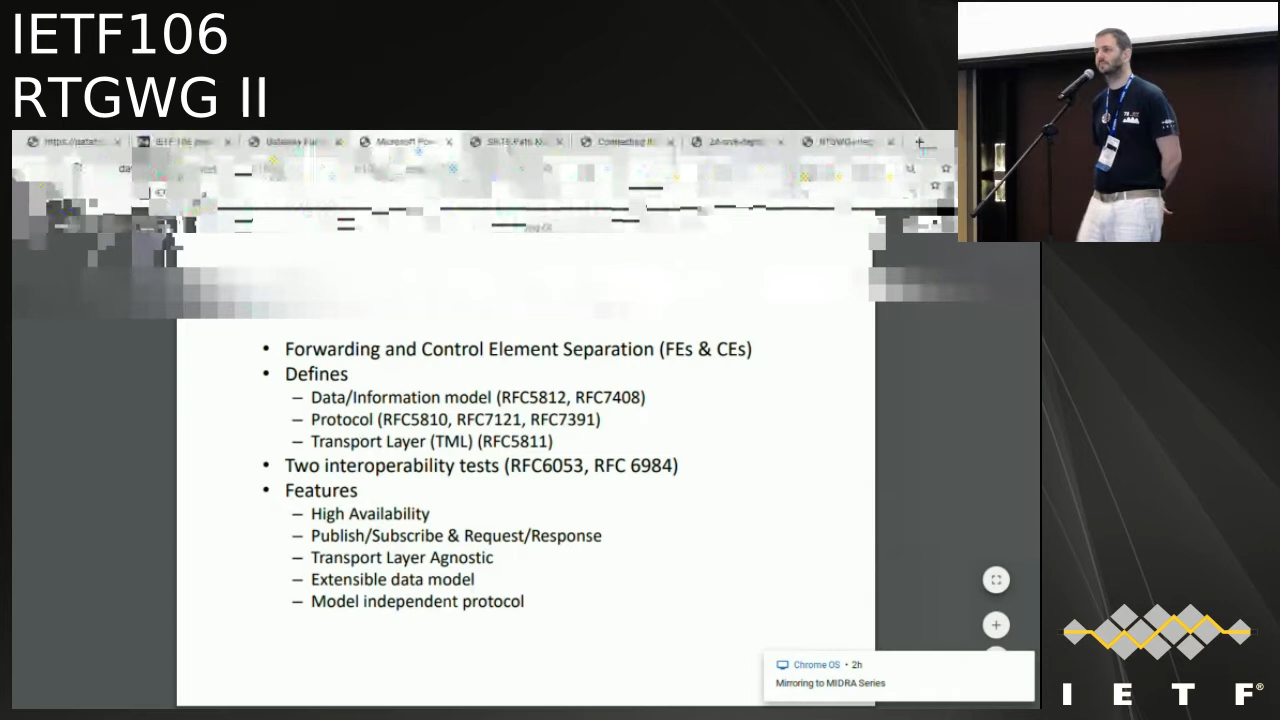 IETF106
RTGWG II
• Forwarding and Control Element Separation (FEs & CEs)
• Defines
– Data/Information model (RFC5812, RFC7408)
– Protocol (RFC5810, RFC7121, RFC7391)
– Transport Layer (TML) (RFC5811)
• Two interoperability tests (RFC6053, RFC 6984)
• Features
– High Availability
– Publish/Subscribe & Request/Response
– Transport Layer Agnostic
– Extensible data model
– Model independent protocol
Chrome OS • 2h
Mirroring to MIDRA Series
I E T F®